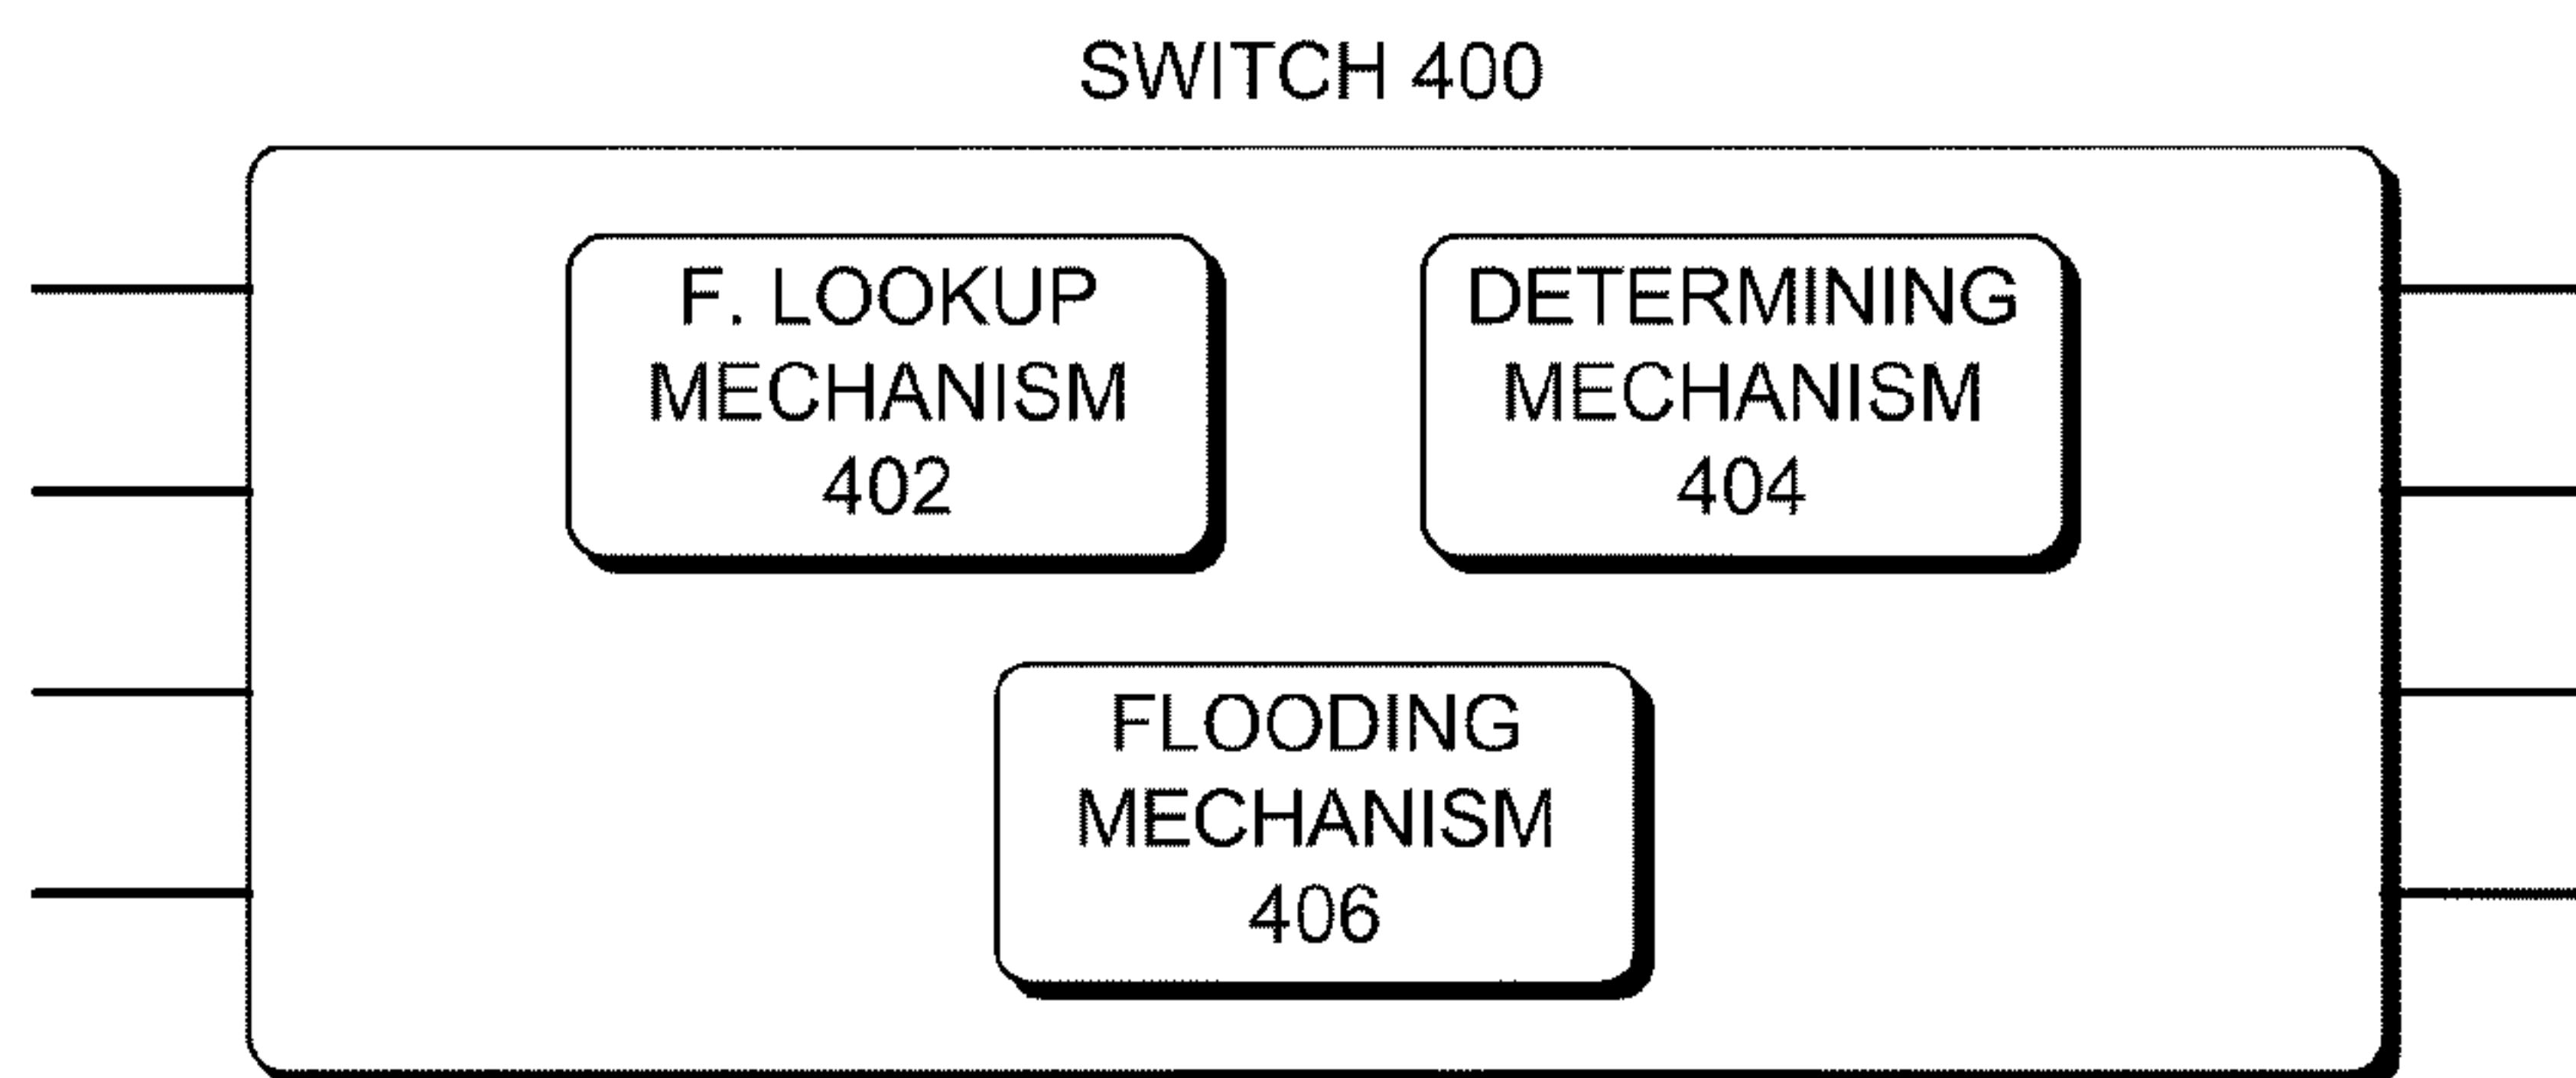 SWITCH 400
F. LOOKUP
MECHANISM
402
DETERMINING
MECHANISM
404
FLOODING
MECHANISM
406